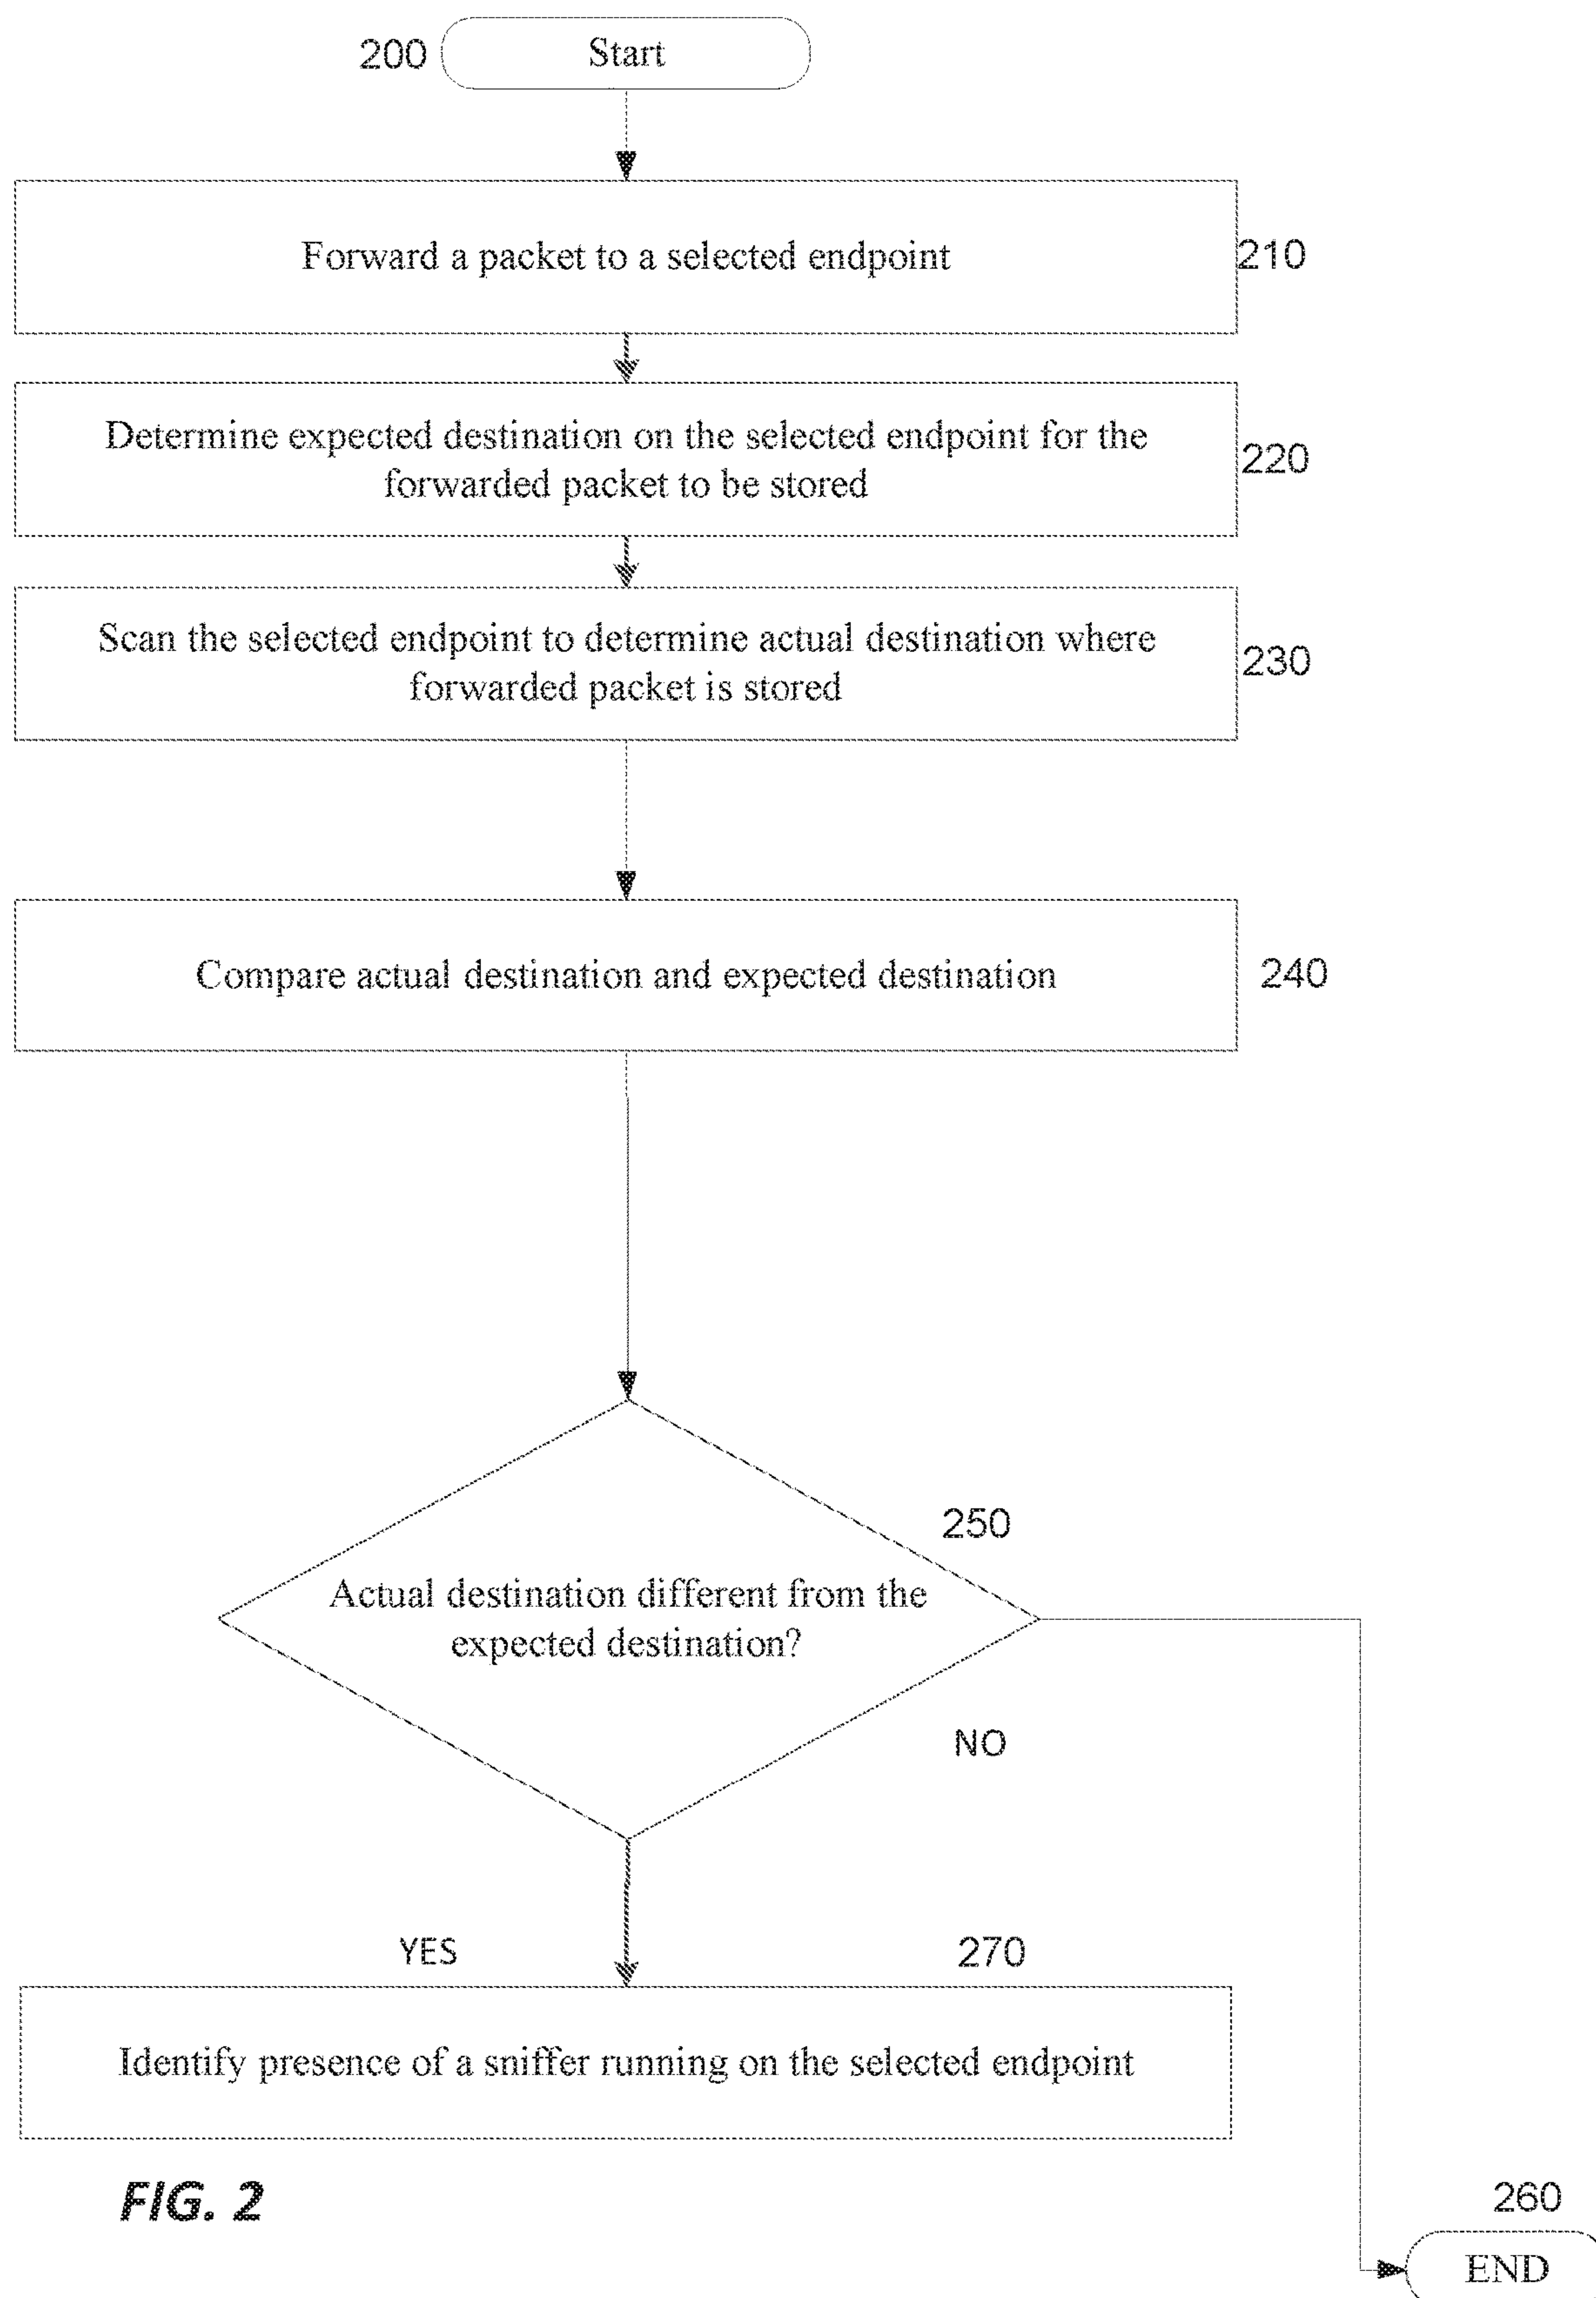 200
Start
Forward a packet to a selected endpoint
210
Determine expected destination on the selected endpoint for the
forwarded packet to be stored
220
Scan the selected endpoint to determine actual destination where
forwarded packet is stored
230
Compare actual destination and expected destination
240
250
Actual destination different from the
expected destination?
NO
YES
270
Identify presence of a sniffer running on the selected endpoint
FIG. 2
260
END